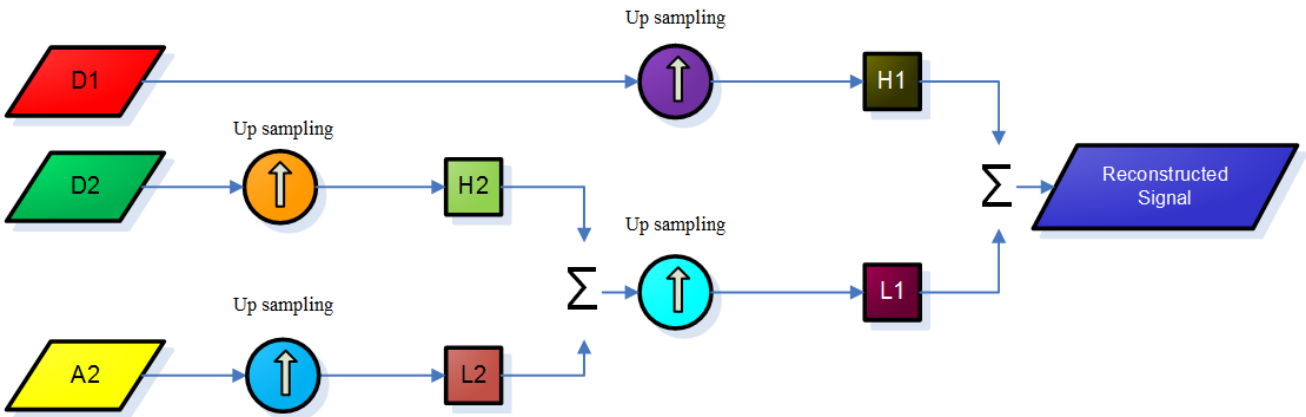 Up sampling
D1
H1
Up sampling
D2
H2
Σ
Reconstructed
Signal
Up sampling
Σ
L1
Up sampling
A2
L2